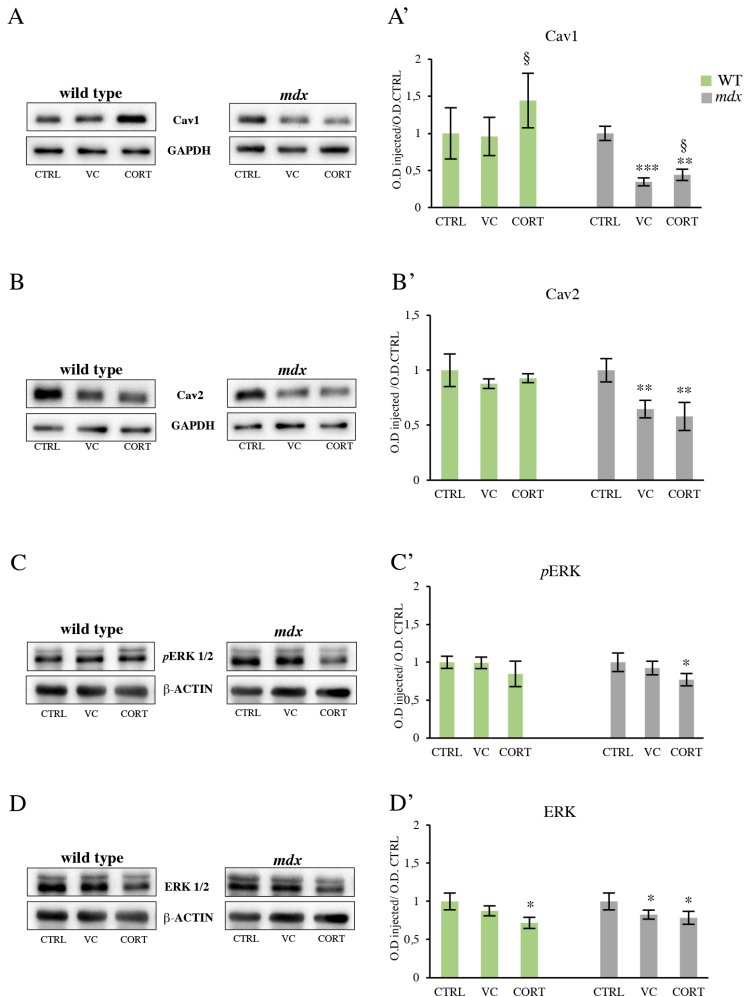 A
wild type
mdx
Cav1
GAPDH
CTRL VC CORT
CTRL VC CORT
A’
Cav1
O.D injected/O.D.CTRL
2
1,5
1
0,5
0
§
***
§
**
CTRL VC CORT
CTRL VC CORT
WT
mdx
B
wild type
mdx
Cav2
GAPDH
CTRL VC CORT
CTRL VC CORT
B’
Cav2
O.D injected /O.D.CTRL
1,5
1
0,5
0
** **
CTRL VC CORT
CTRL VC CORT
C
wild type
mdx
pERK 1/2
β-ACTIN
CTRL VC CORT
CTRL VC CORT
C’
pERK
O.D injected/ O.D. CTRL
2
1,5
1
0,5
0
*
CTRL VC CORT
CTRL VC CORT
D
wild type
mdx
ERK 1/2
β-ACTIN
CTRL VC CORT
CTRL VC CORT
D’
ERK
O.D injected/ O.D. CTRL
2
1,5
1
0,5
0
* * *
CTRL VC CORT
CTRL VC CORT